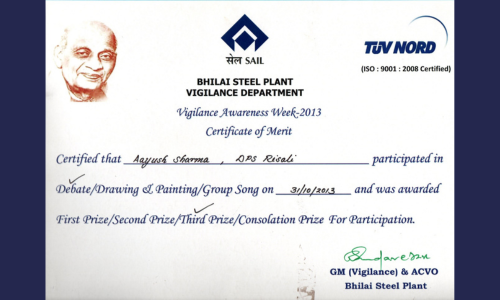 सेल SAIL
TÜV NORD
(ISO : 9001 : 2008 Certified)
BHILAI STEEL PLANT
VIGILANCE DEPARTMENT
Vigilance Awareness Week-2013
Certificate of Merit
Certified that Aayush Sharma , DPS Risali participated in
Debate/Drawing & Painting/Group Song on 31/10/2013 and was awarded
First Prize/Second Prize/Third Prize/Consolation Prize For Participation.
GM (Vigilance) & ACVO
Bhilai Steel Plant